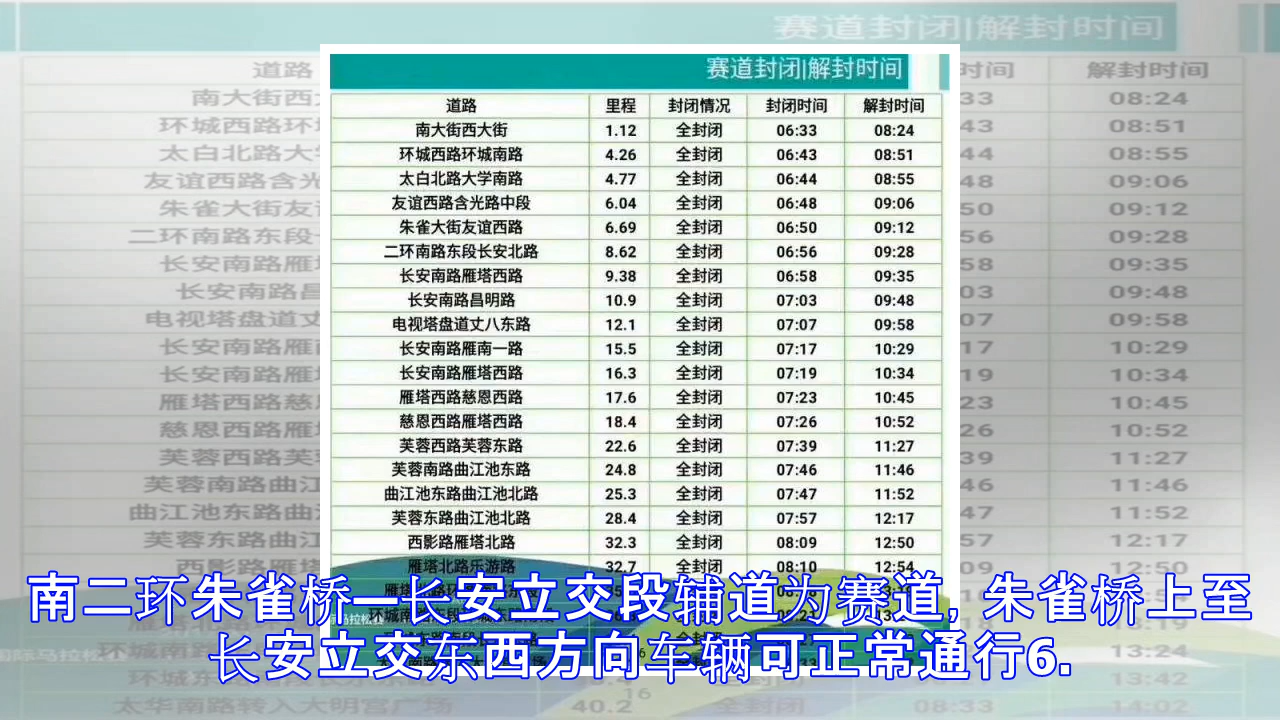 赛道封闭|解封时间
道路 里程 封闭情况 封闭时间 解封时间
南大街西大街 1.12 全封闭 06:33 08:24
环城西路环城南路 4.26 全封闭 06:43 08:51
太白北路大学南路 4.77 全封闭 06:44 08:55
友谊西路含光路中段 6.04 全封闭 06:48 09:06
朱雀大街友谊西路 6.69 全封闭 06:50 09:12
二环南路东段长安北路 8.62 全封闭 06:56 09:28
长安南路雁塔西路 9.38 全封闭 06:58 09:35
长安南路昌明路 10.9 全封闭 07:03 09:48
电视塔盘道丈八东路 12.1 全封闭 07:07 09:58
长安南路雁南一路 15.5 全封闭 07:17 10:29
长安南路雁塔西路 16.3 全封闭 07:19 10:34
雁塔西路慈恩西路 17.6 全封闭 07:23 10:45
慈恩西路雁塔西路 18.4 全封闭 07:26 10:52
芙蓉西路芙蓉东路 22.6 全封闭 07:39 11:27
芙蓉南路曲江池东路 24.8 全封闭 07:46 11:46
曲江池东路曲江池北路 25.3 全封闭 07:47 11:52
芙蓉东路曲江池北路 28.4 全封闭 07:57 12:17
西影路雁塔北路 32.3 全封闭 08:09 12:50
雁塔北路乐游路 32.7 全封闭 08:10 12:54
南二环朱雀桥—长安立交段辅道为赛道, 朱雀桥上至
长安立交东西方向车辆可正常通行6.